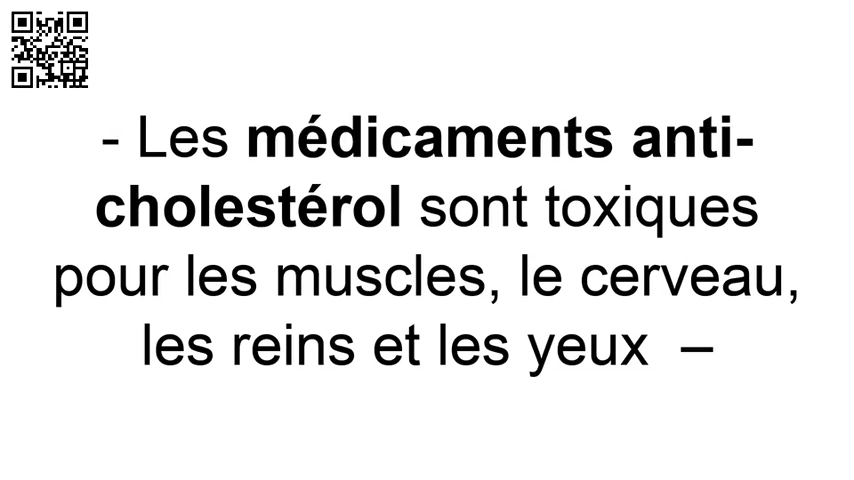 - Les médicaments anti-
cholestérol sont toxiques
pour les muscles, le cerveau,
les reins et les yeux –